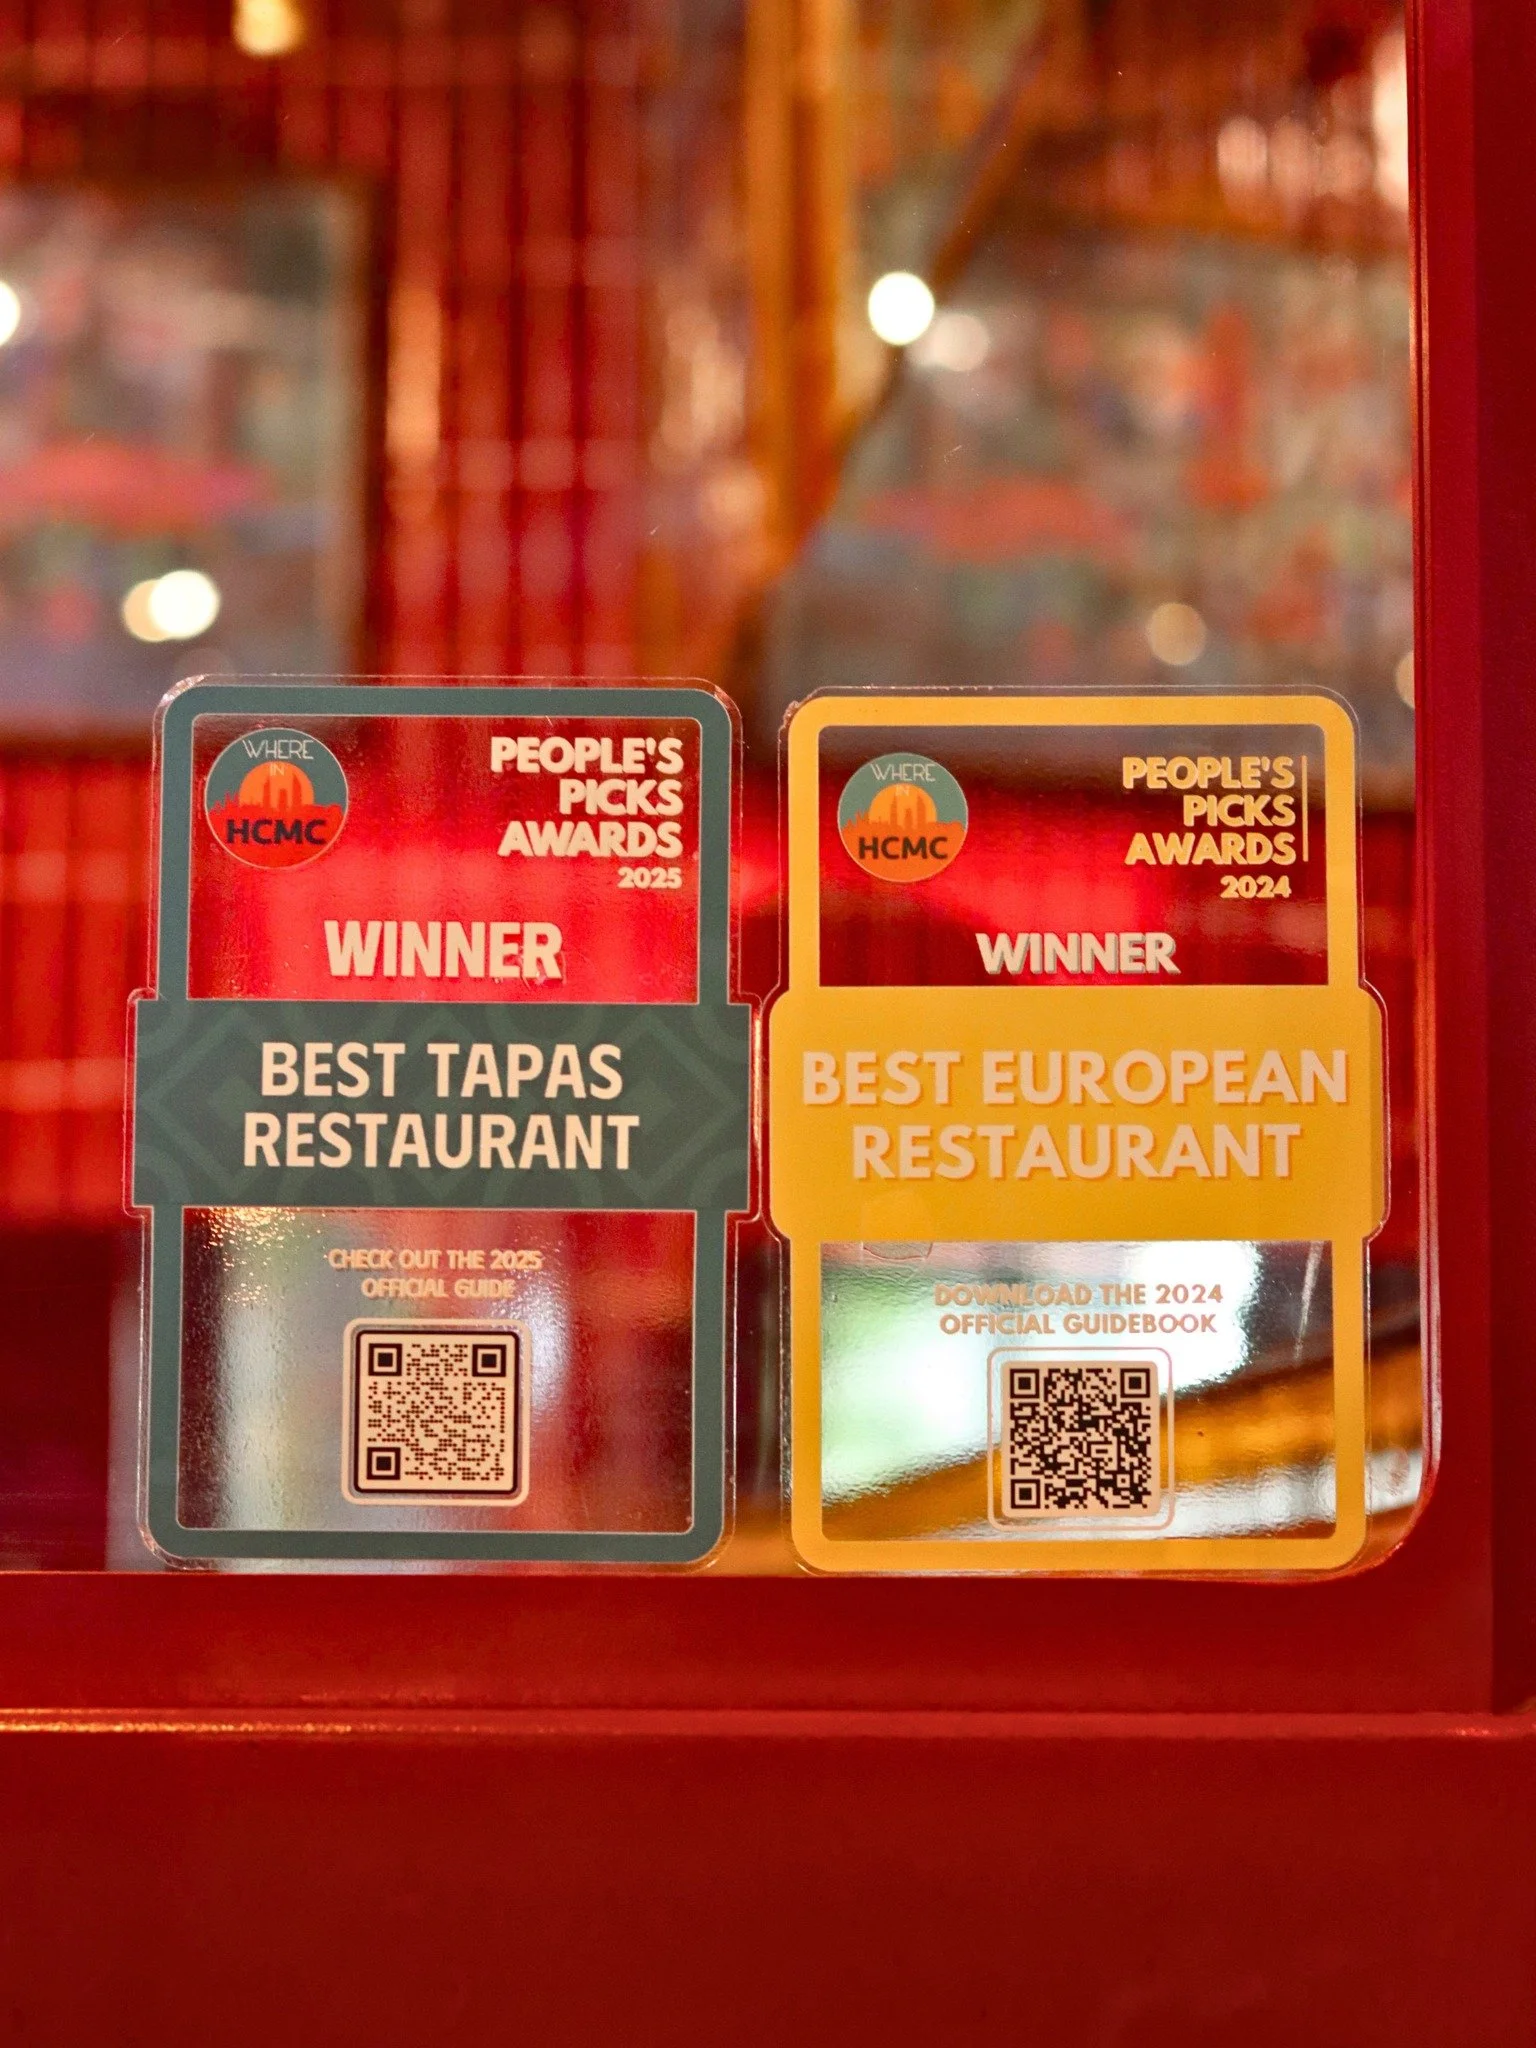 WHERE
IN
HCMC
PEOPLE'S
PICKS
AWARDS
2025
WINNER
BEST TAPAS
RESTAURANT
CHECK OUT THE 2025
OFFICIAL GUIDE
WHERE
IN
HCMC
PEOPLE'S
PICKS
AWARDS
2024
WINNER
BEST EUROPEAN
RESTAURANT
DOWNLOAD THE 2024
OFFICIAL GUIDEBOOK